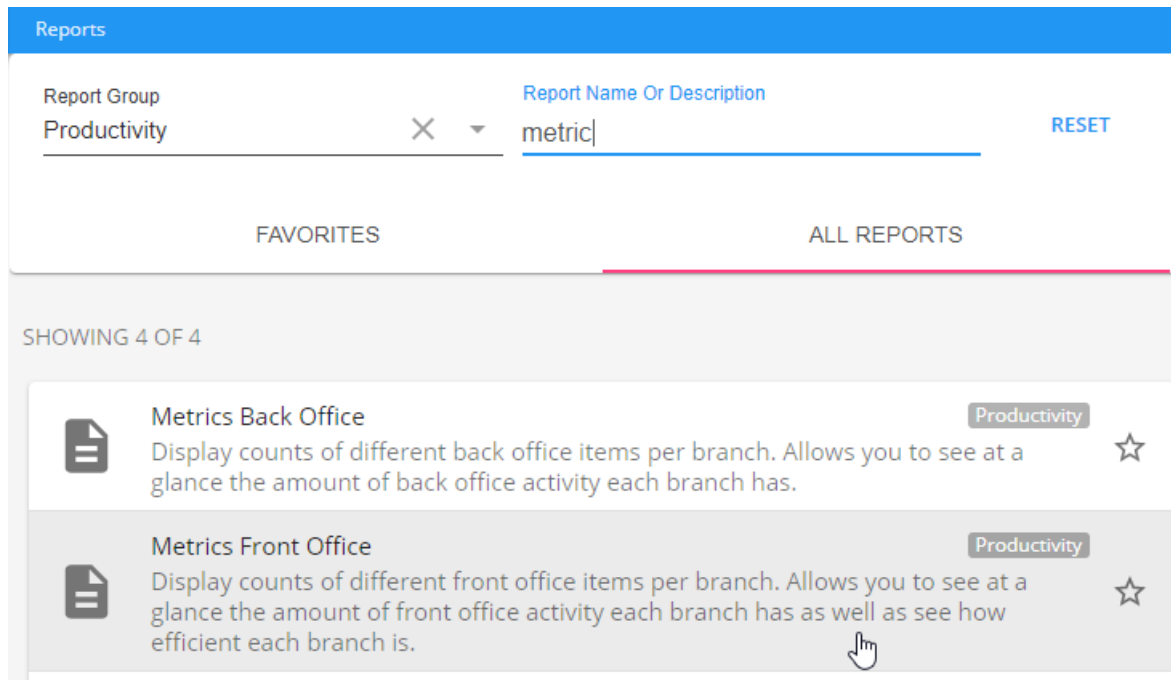 Reports
Report Group
Report Name Or Description
Productivity
metric
RESET
FAVORITES
ALL REPORTS
SHOWING 4 OF 4
Metrics Back Office
Productivity
Display counts of different back office items per branch. Allows you to see at a
glance the amount of back office activity each branch has.
Metrics Front Office
Productivity
Display counts of different front office items per branch. Allows you to see at a
glance the amount of front office activity each branch has as well as see how
efficient each branch is.